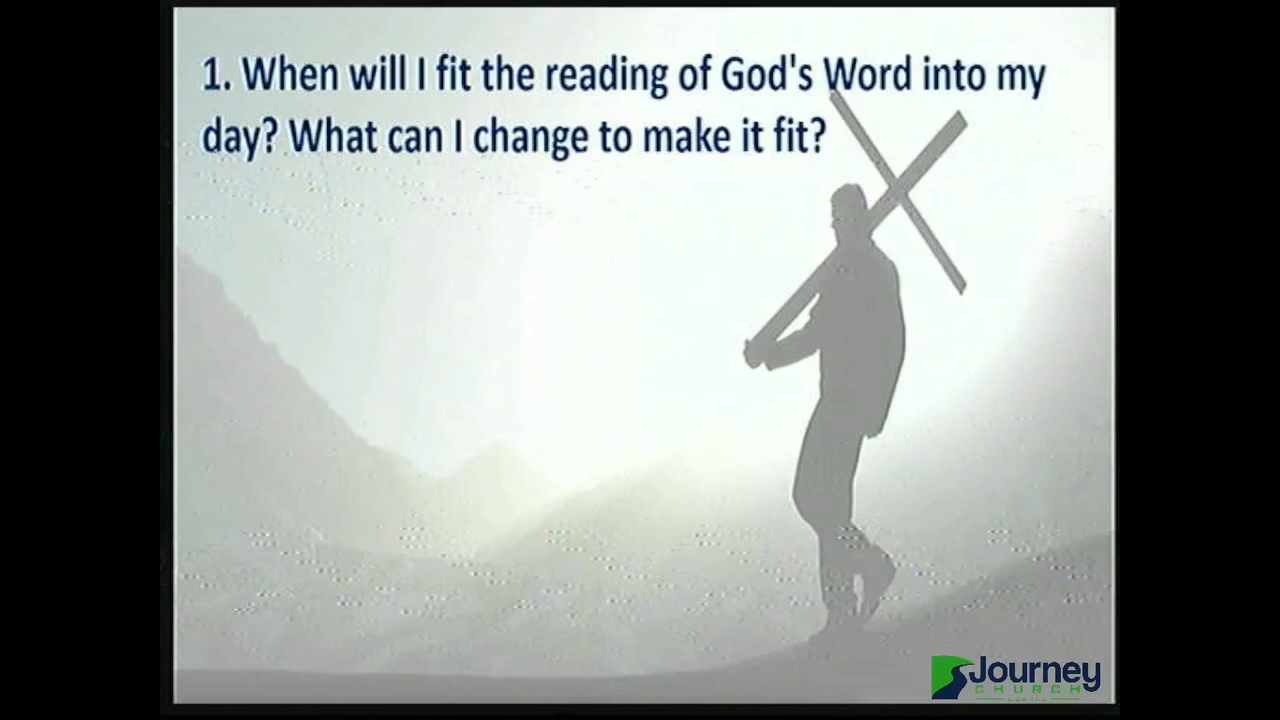 1. When will I fit the reading of God's Word into my
day? What can I change to make it fit?
Journey
CHURCH